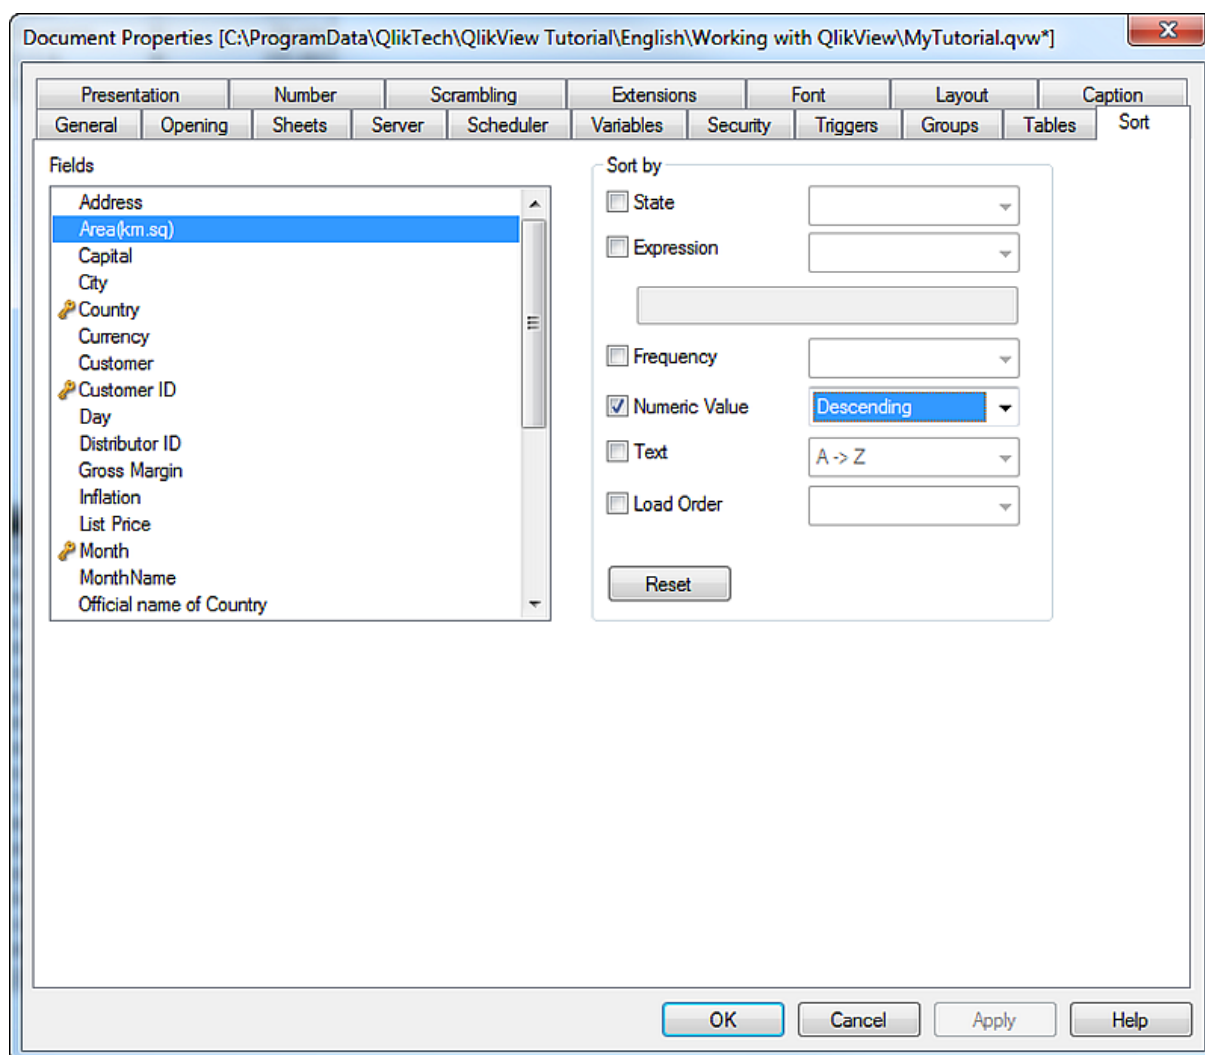 Document Properties [C:\ProgramData\QlikTech\QlikView Tutorial\English\Working with QlikView\MyTutorial.qvw*]
Presentation Number Scrambling Extensions Font Layout Caption
General Opening Sheets Server Scheduler Variables Security Triggers Groups Tables Sort
Fields
Address
Area(km.sq)
Capital
City
Country
Currency
Customer
Customer ID
Day
Distributor ID
Gross Margin
Inflation
List Price
Month
MonthName
Official name of Country
Sort by
State
Expression
Frequency
Numeric Value Descending
Text A -> Z
Load Order
Reset
OK Cancel Apply Help